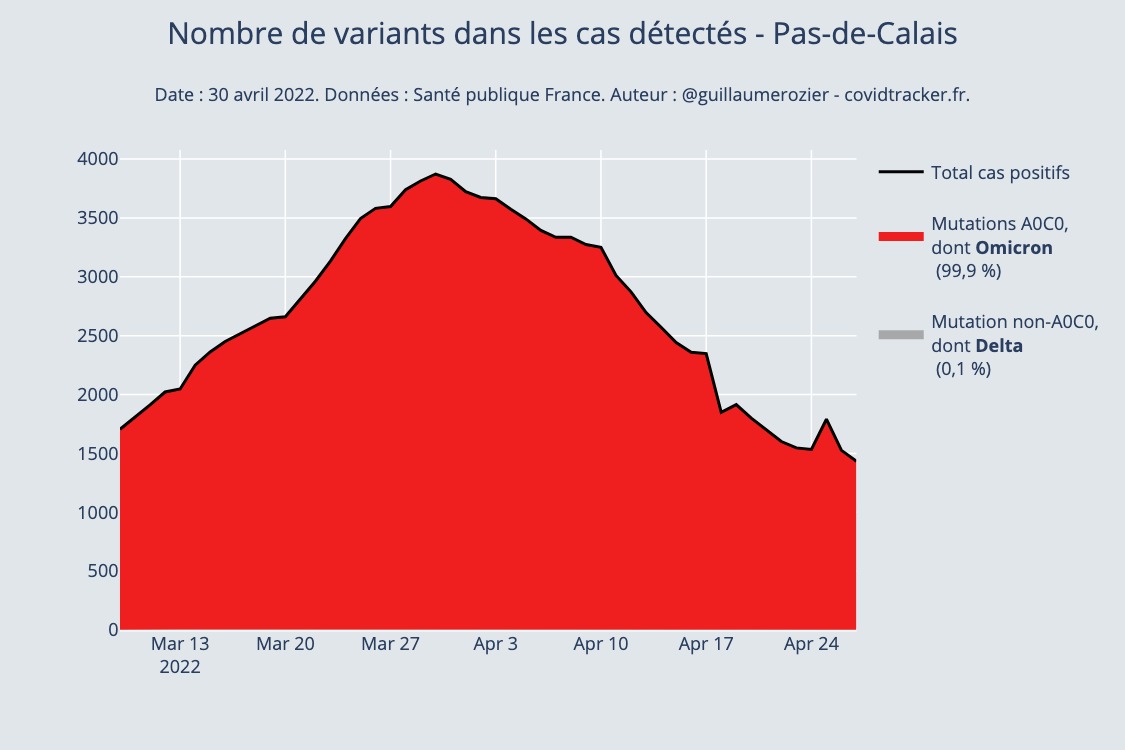 Nombre de variants dans les cas détectés - Pas-de-Calais
Date : 30 avril 2022. Données : Santé publique France. Auteur : @guillaumerozier - covidtracker.fr.
4000
3500
3000
2500
2000
1500
1000
500
0
Mar 13
2022
Mar 20
Mar 27
Apr 3
Apr 10
Apr 17
Apr 24
Total cas positifs
Mutations A0C0,
dont Omicron
(99,9 %)
Mutation non-A0C0,
dont Delta
(0,1 %)